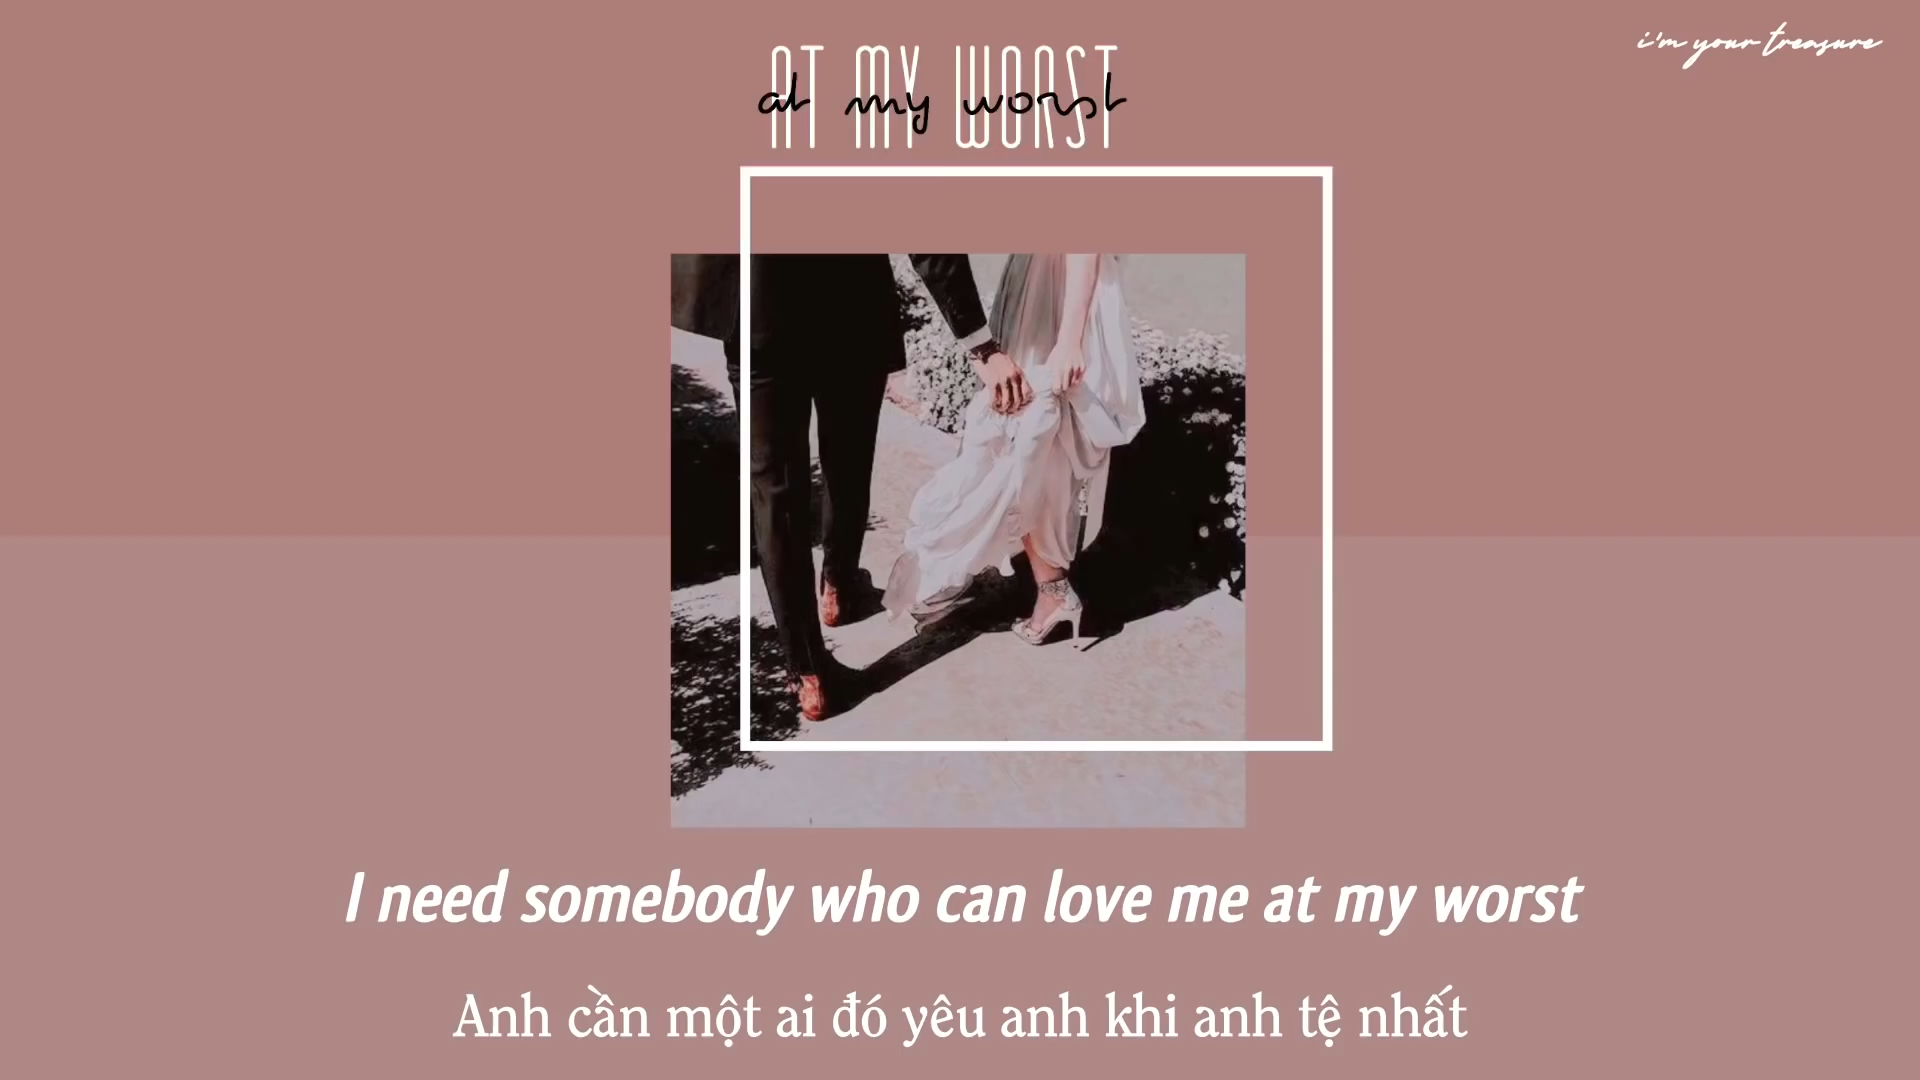 i'm your treasure
AT MY WORST
at my worst
I need somebody who can love me at my worst
Anh cần một ai đó yêu anh khi anh tệ nhất